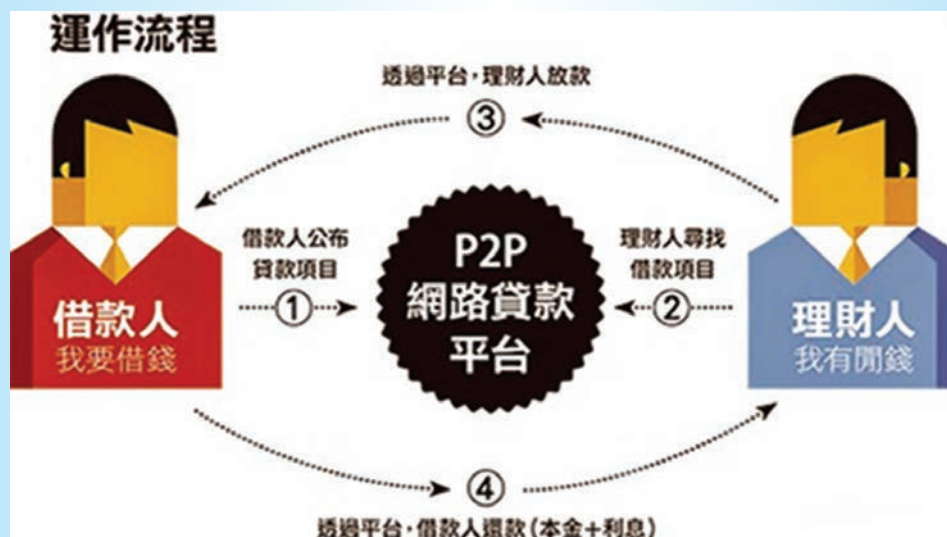 運作流程
透過平台，理財人放款
③
借款人公布
貸款項目
①
P2P
網路貸款
平台
理財人尋找
借款項目
②
借款人
我要借錢
理財人
我有閒錢
④
透過平台，借款人還款(本金+利息)